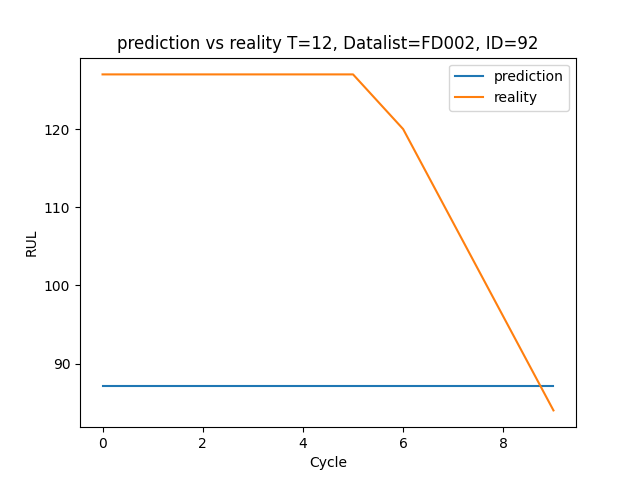 prediction vs reality T=12, Datalist=FD002, ID=92
prediction
reality
120
110
100
90
RUL
0 2 4 6 8
Cycle